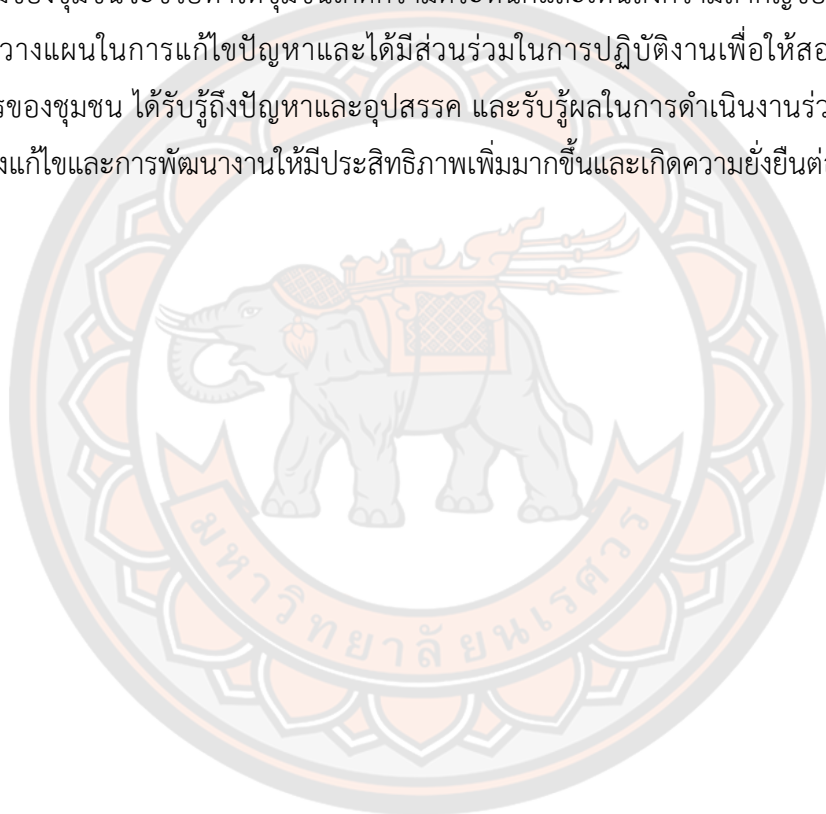 วางแผนในการแก้ไขปัญหาและได้มีส่วนร่วมในการปฏิบัติงานเพื่อให้สอ
รของชุมชน ได้รับรู้ถึงปัญหาและอุปสรรค และรับรู้ผลในการดำเนินงานร่ว
งแก้ไขและการพัฒนางานให้มีประสิทธิภาพเพิ่มมากขึ้นและเกิดความยั่งยืนต่
มหาวิทยาลัยนเรศวร